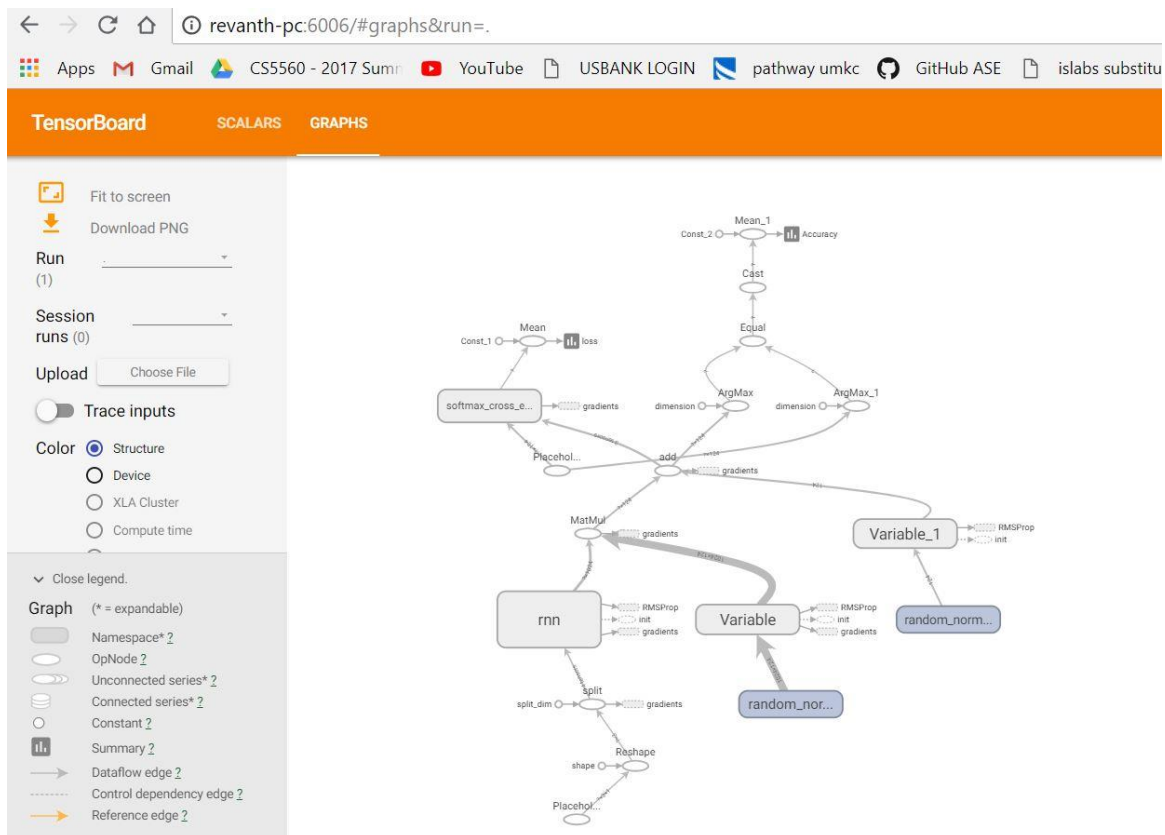 revanth-pc:6006/#graphs&run=.
Apps Gmail CS5560 - 2017 Sum YouTube USBANK LOGIN pathway umkc GitHub ASE islabs substitu
TensorBoard SCALARS GRAPHS
Fit to screen
Download PNG
Run .
(1)
Session
runs (0)
Upload Choose File
Trace inputs
Color Structure
Device
XLA Cluster
Compute time
Close legend.
Graph (* = expandable)
Namespace* ?
OpNode ?
Unconnected series* ?
Connected series* ?
Constant ?
Summary ?
Dataflow edge ?
Control dependency edge ?
Reference edge ?
Mean_1
Const_2 Accuracy
Cast
Mean Equal
Const_1 loss
ArgMax ArgMax_1
softmax_cross_e... gradients dimension dimension
Placehol... add
gradients
MatMul
gradients
Variable_1 RMSProp
init
rnn RMSProp
init
gradients
Variable RMSProp
init
gradients
random_norm...
split
split_dim gradients
random_nor...
Reshape
shape
Placehol...